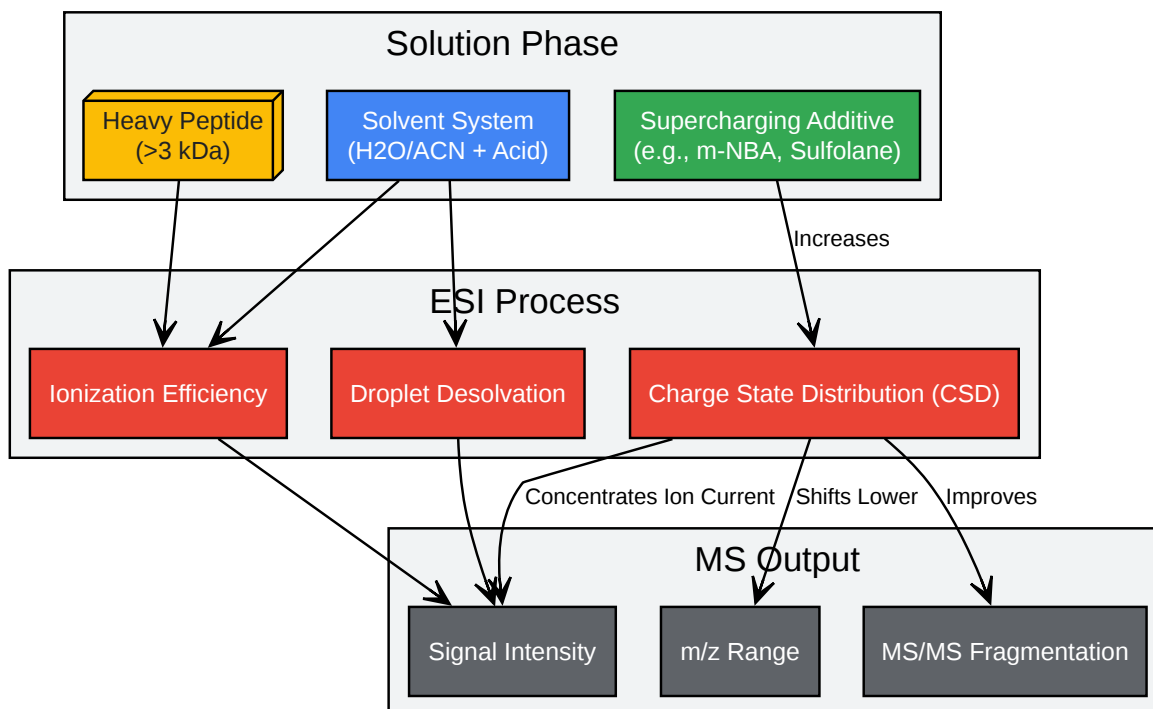 Solution Phase
Heavy Peptide
(>3 kDa)
Solvent System
(H2O/ACN + Acid)
Supercharging Additive
(e.g., m-NBA, Sulfolane)
Increases
ESI Process
Ionization Efficiency
Droplet Desolvation
Charge State Distribution (CSD)
Concentrates Ion Current
Shifts Lower
Improves
MS Output
Signal Intensity
m/z Range
MS/MS Fragmentation